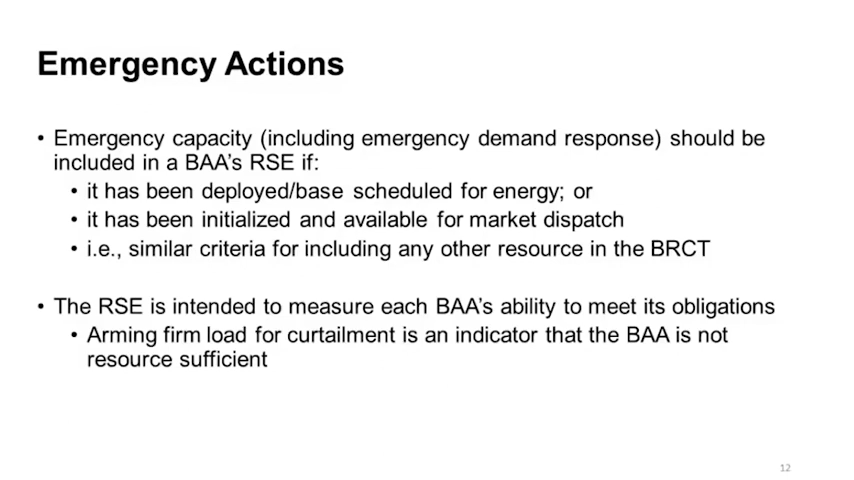 Emergency Actions
• Emergency capacity (including emergency demand response) should be
included in a BAA's RSE if:
• it has been deployed/base scheduled for energy; or
• it has been initialized and available for market dispatch
• i.e., similar criteria for including any other resource in the BRCT
• The RSE is intended to measure each BAA's ability to meet its obligations
• Arming firm load for curtailment is an indicator that the BAA is not
resource sufficient
12